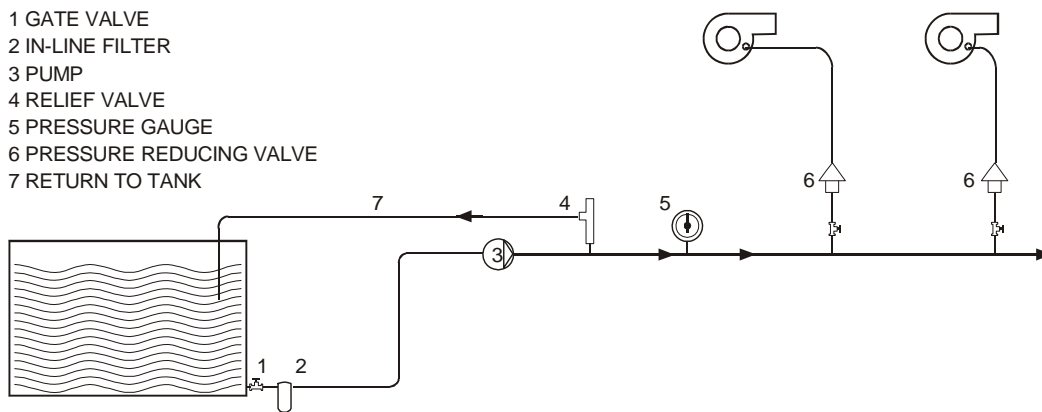 1 GATE VALVE
2 IN-LINE FILTER
3 PUMP
4 RELIEF VALVE
5 PRESSURE GAUGE
6 PRESSURE REDUCING VALVE
7 RETURN TO TANK
6
6
7
4
5
3
1
2